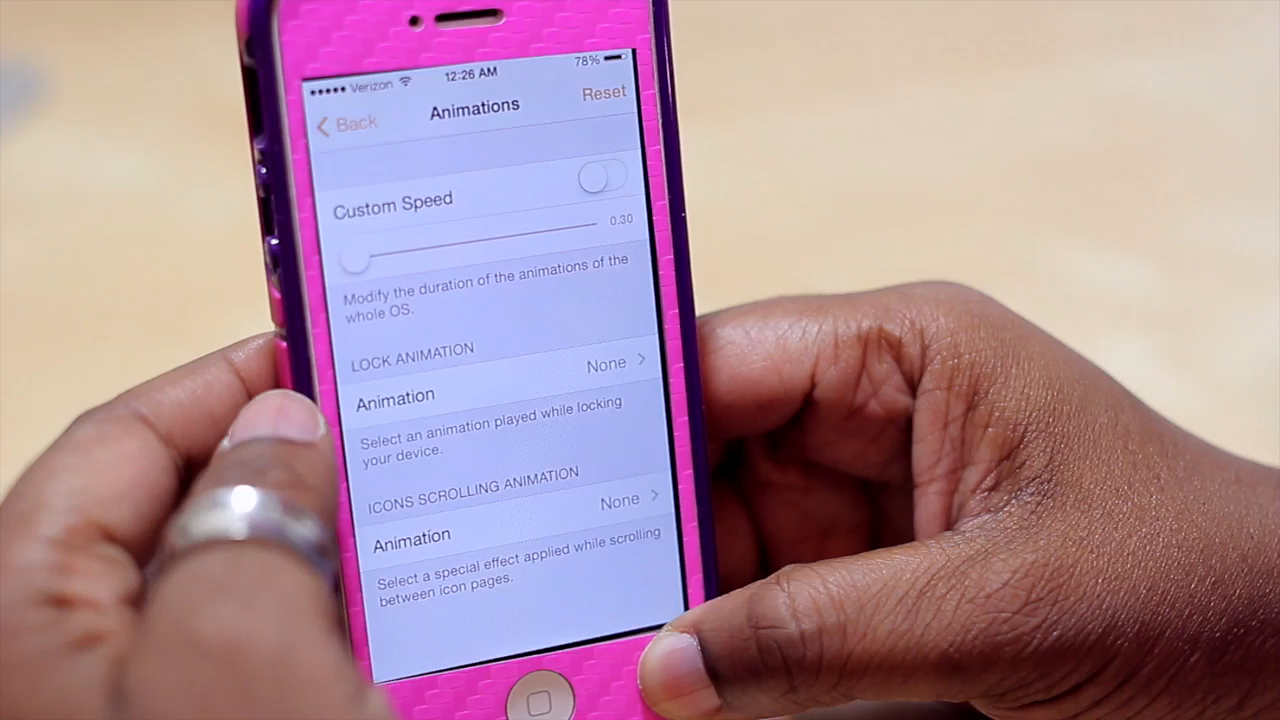 Verizon 12:26 AM 78%
Back Animations Reset
Custom Speed
0.30
Modify the duration of the animations of the
whole OS.
LOCK ANIMATION
Animation None
Select an animation played while locking
your device.
ICONS SCROLLING ANIMATION
Animation None
Select a special effect applied while scrolling
between icon pages.